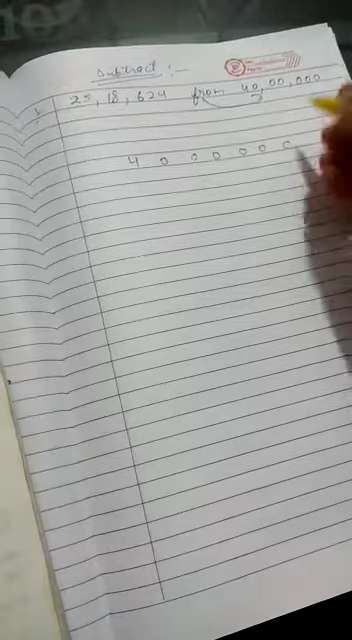 Subtract :-
25,18,624 from 40,00,000
4 0 0 0 0 0 0